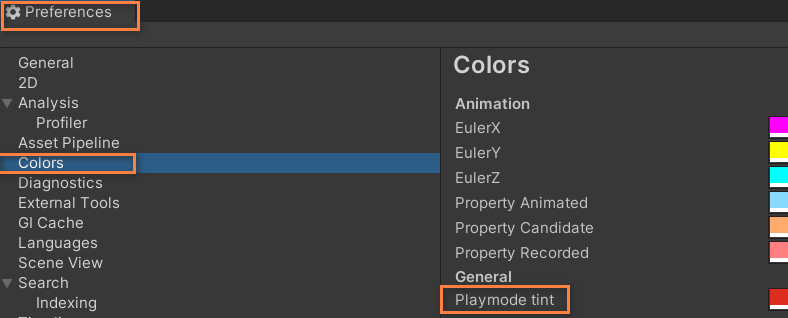 Preferences
General
2D
Analysis
Profiler
Asset Pipeline
Colors
Diagnostics
External Tools
GI Cache
Languages
Scene View
Search
Indexing
Colors
Animation
EulerX
EulerY
EulerZ
Property Animated
Property Candidate
Property Recorded
General
Playmode tint